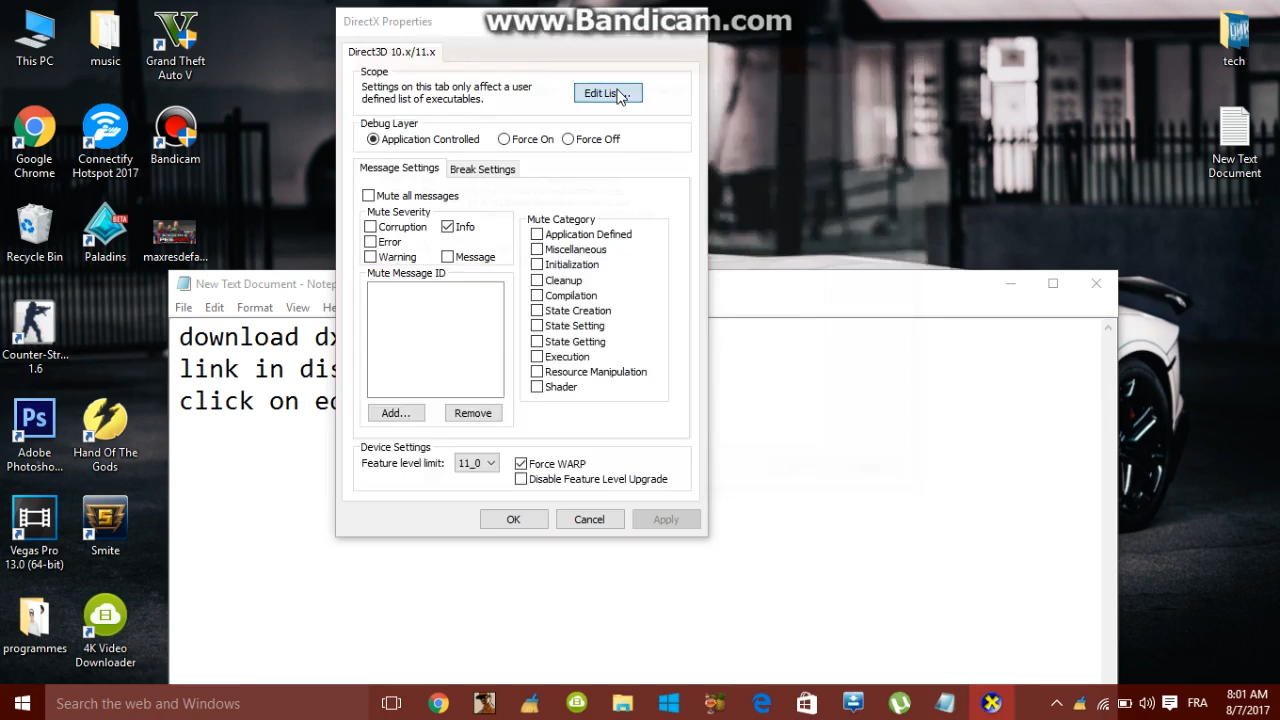 www.Bandicam.com
DirectX Properties
Direct3D 10.x/11.x
Scope
Settings on this tab only affect a user
defined list of executables.
Debug Layer
Application Controlled
Force On
Force Off
Message Settings
Break Settings
Mute all messages
Mute Severity
Corruption
Info
Error
Warning
Message
Mute Category
Application Defined
Miscellaneous
Initialization
Cleanup
Compilation
State Creation
State Setting
State Getting
Execution
Resource Manipulation
Shader
Mute Message ID
Add...
Remove
Device Settings
Feature level limit:
11_0
Force WARP
Disable Feature Level Upgrade
OK
Cancel
Apply
New Text Document - Notep
File
Edit
Format
View
download
link in
click on
This PC
music
Grand Theft
Auto V
Google
Chrome
Connectify
Hotspot 2017
Bandicam
Recycle Bin
BETA
Paladins
maxresdefa...
Counter-Str...
1.6
Ps
Adobe
Photosho...
Hand Of The
Gods
Vegas Pro
13.0 (64-bit)
Smite
programmes
4K Video
Downloader
tech
New Text
Document
Search the web and Windows
FRA
8:01 AM
8/7/2017